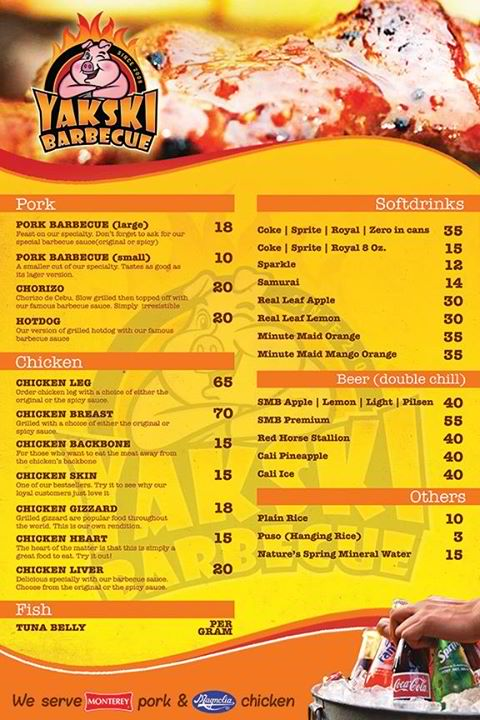 SINCE 2003
YAKSKI
BARBECUE
Pork
PORK BARBECUE (large) 18
Feast on our specialty. Don't forget to ask for our
special barbecue sauce(original or spicy)
PORK BARBECUE (small) 10
A smaller cut of our specialty. Tastes as good as
its lager version.
CHORIZO 20
Chorizo de Cebu. Slow grilled then topped off with
our famous barbecue sauce. Simply irresistible
HOTDOG 20
Our version of grilled hotdog with our famous
barbecue sauce
Chicken
CHICKEN LEG 65
Order chicken leg with a choice of either the
original or the spicy sauce.
CHICKEN BREAST 70
Grilled with a choice of either the original or
spicy sauce.
CHICKEN BACKBONE 15
For those who want to eat the meat away from
the chicken's backbone
CHICKEN SKIN 15
One of our bestsellers. Try it to see why our
loyal customers just love it
CHICKEN GIZZARD 18
Grilled gizzard are popular food throughout
the world. This is our own rendition.
CHICKEN HEART 15
The heart of the matter is that this is simply a
great food to eat. Try it out!
CHICKEN LIVER 20
Delicious specially with our barbecue sauce.
Choose from the original or the spicy sauce.
Fish
TUNA BELLY PER
GRAM
Softdrinks
Coke | Sprite | Royal | Zero in cans 35
Coke | Sprite | Royal 8 Oz. 15
Sparkle 12
Samurai 14
Real Leaf Apple 30
Real Leaf Lemon 30
Minute Maid Orange 35
Minute Maid Mango Orange 35
Beer (double chill)
SMB Apple | Lemon | Light | Pilsen 40
SMB Premium 55
Red Horse Stallion 40
Cali Pineapple 40
Cali Ice 40
Others
Plain Rice 10
Puso (Hanging Rice) 3
Nature's Spring Mineral Water 15
YAKSKI
BARBECUE
Coca-Cola
Sprite
We serve MONTEREY pork & Magnolia chicken